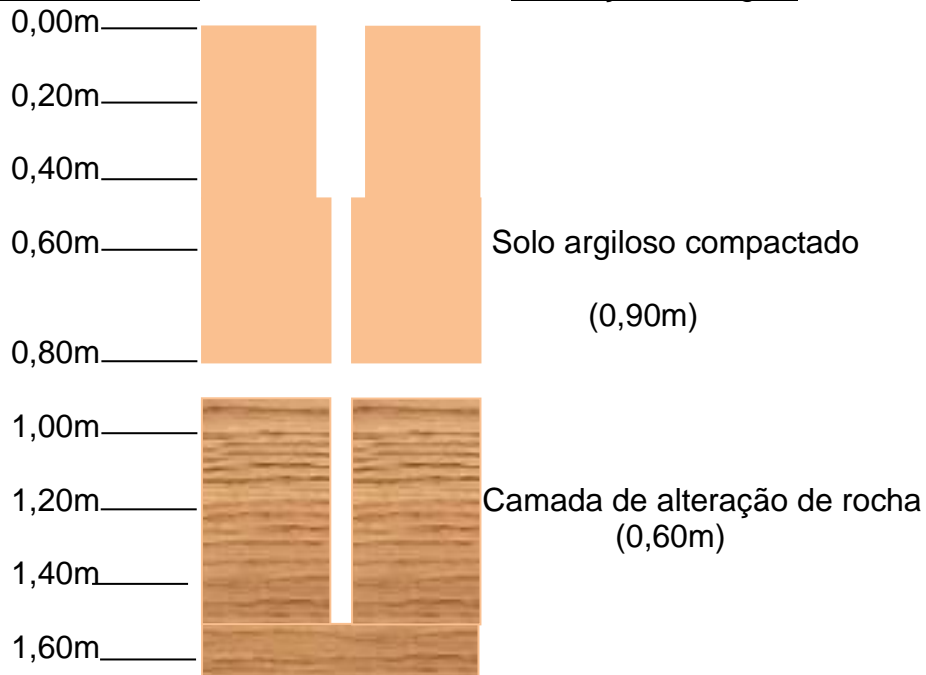 0,00m
0,20m
0,40m
0,60m
Solo argiloso compactado
(0,90m)
0,80m
1,00m
1,20m
Camada de alteração de rocha
(0,60m)
1,40m
1,60m